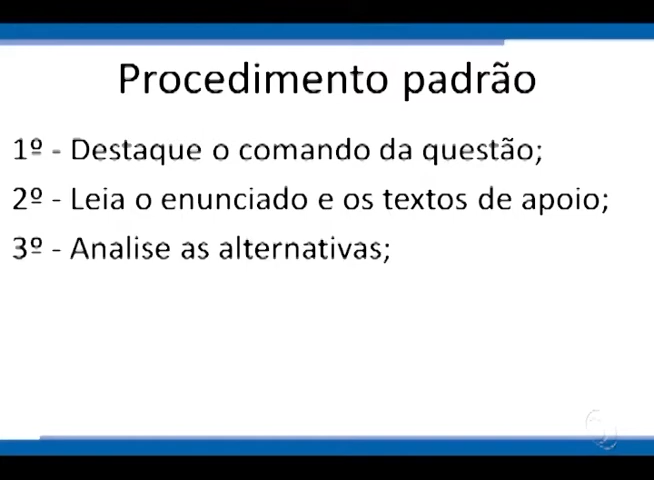 Procedimento padrão
1º - Destaque o comando da questão;
2º - Leia o enunciado e os textos de apoio;
3º - Analise as alternativas;